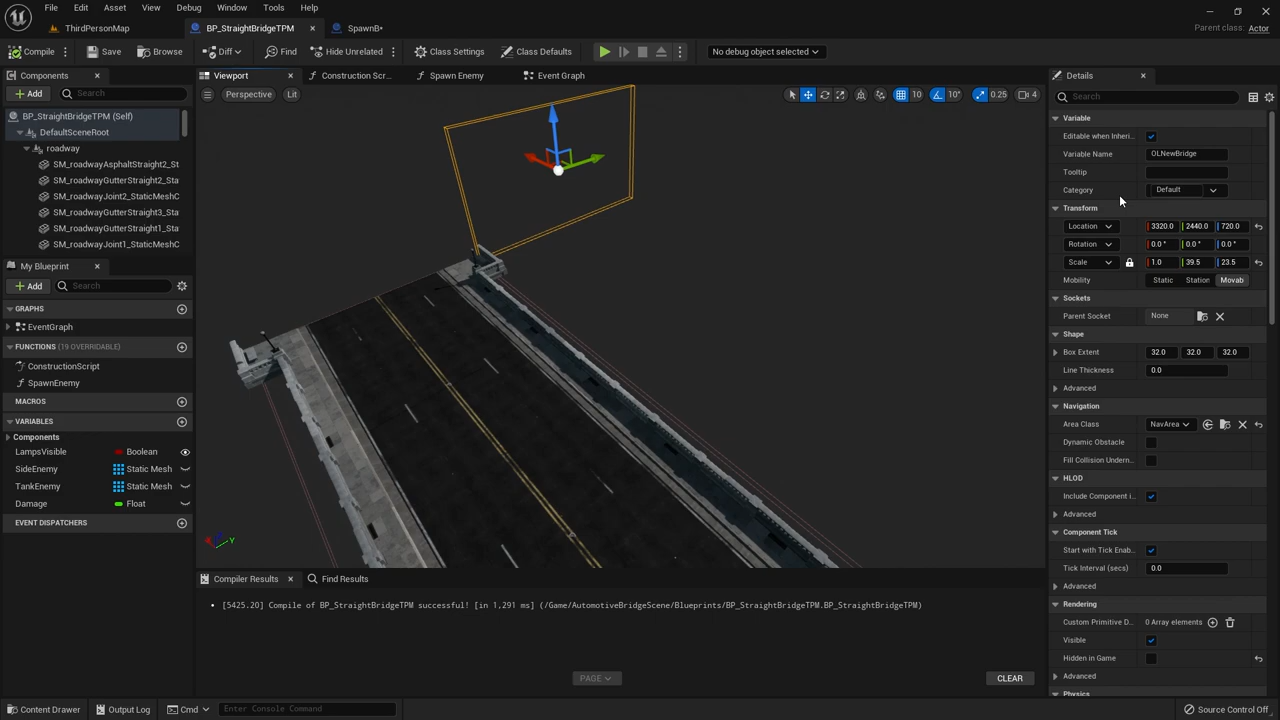 File Edit Asset View Debug Window Tools Help
ThirdPersonMap BP_StraightBridgeTPM SpawnB* Parent class: Actor
Compile Save Browse Diff Find Hide Unrelated Class Settings Class Defaults No debug object selected
Components Viewport Construction Scr... Spawn Enemy Event Graph Details
Add Search Perspective Lit 10 10° 0.25 4 Search
BP_StraightBridgeTPM (Self)
DefaultSceneRoot
roadway
SM_roadwayAsphaltStraight2_St
SM_roadwayGutterStraight2_Sta
SM_roadwayJoint2_StaticMeshC
SM_roadwayGutterStraight3_Sta
SM_roadwayJoint1_StaticMeshC
My Blueprint
Add Search
GRAPHS
EventGraph
FUNCTIONS (19 OVERRIDABLE)
ConstructionScript
SpawnEnemy
MACROS
VARIABLES
Components
LampsVisible Boolean
SideEnemy Static Mesh
TankEnemy Static Mesh
Damage Float
EVENT DISPATCHERS
Y
Variable
Editable when Inheri...
Variable Name OLNewBridge
Tooltip
Category Default
Transform
Location 3320.0 2440.0 720.0
Rotation 0.0 ° 0.0 ° 0.0 °
Scale 1.0 39.5 23.5
Mobility Static Station Movab
Sockets
Parent Socket None
Shape
Box Extent 32.0 32.0 32.0
Line Thickness 0.0
Advanced
Navigation
Area Class NavArea
Dynamic Obstacle
Fill Collision Undern...
HLOD
Include Component i...
Advanced
Component Tick
Start with Tick Enab...
Tick Interval (secs) 0.0
Advanced
Rendering
Custom Primitive D... 0 Array elements
Visible
Hidden in Game
Advanced
Physics
Compiler Results Find Results
[5425.20] Compile of BP_StraightBridgeTPM successful! [in 1,291 ms] (/Game/AutomotiveBridgeScene/Blueprints/BP_StraightBridgeTPM.BP_StraightBridgeTPM)
PAGE CLEAR
Content Drawer Output Log Cmd Enter Console Command Source Control Off